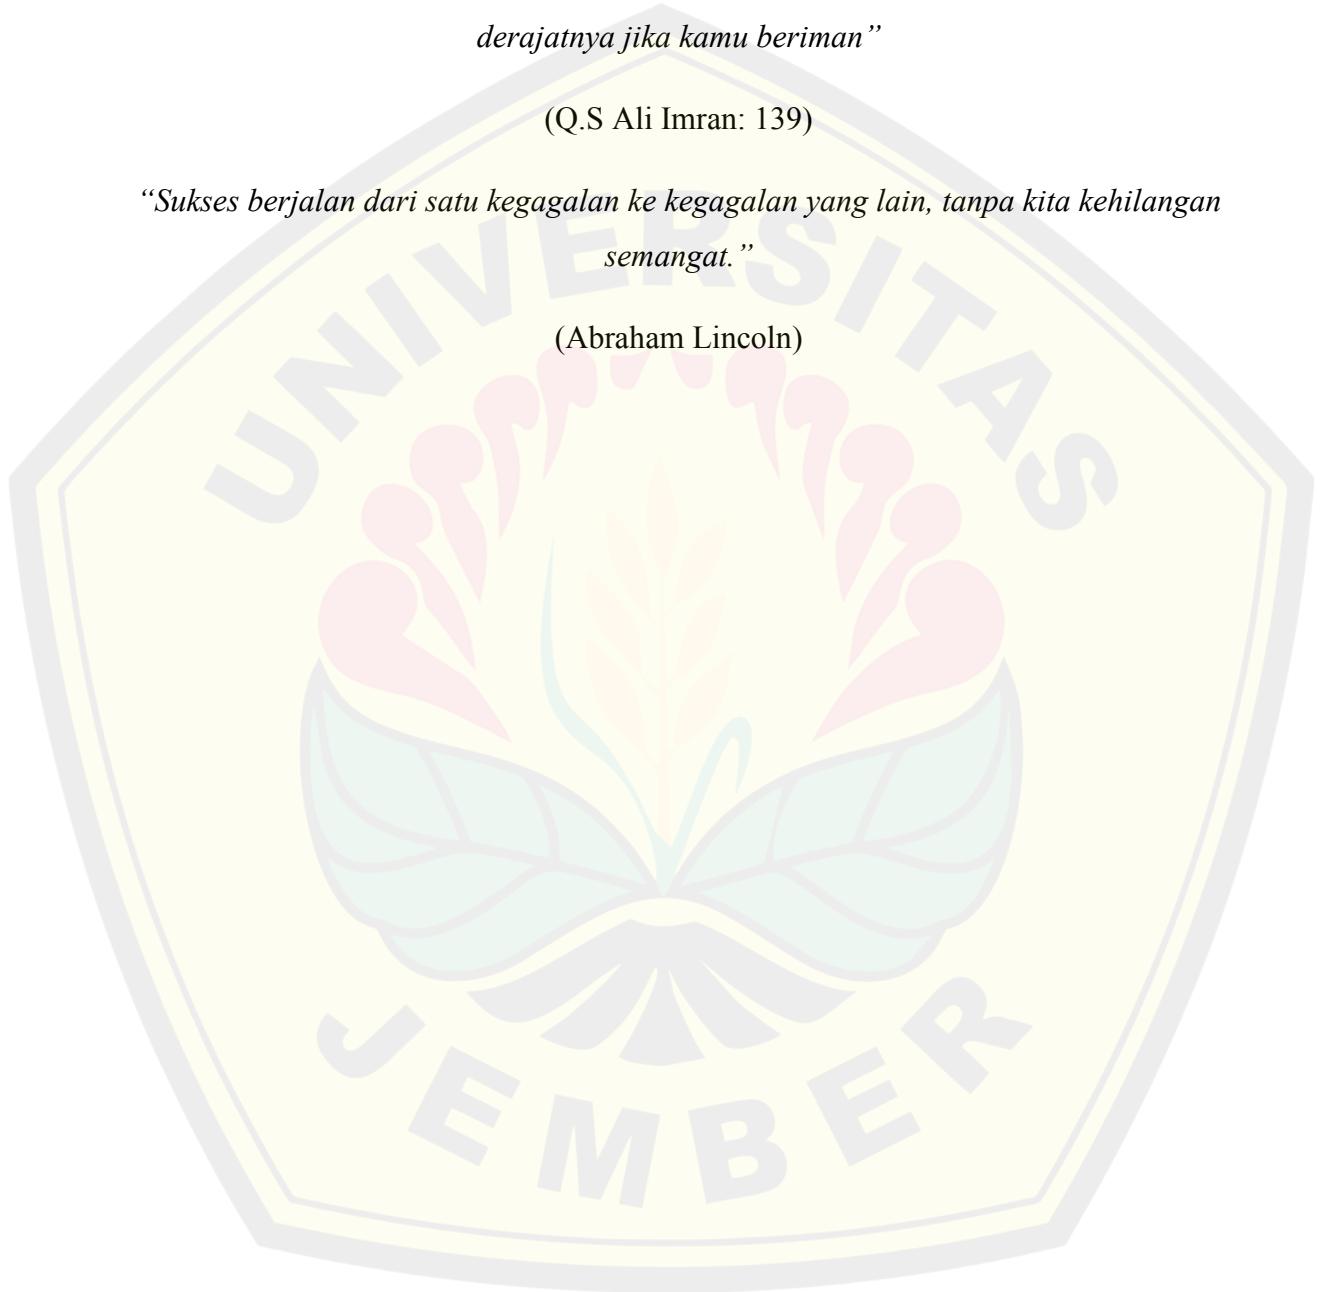 derajatnya jika kamu beriman”
(Q.S Ali Imran: 139)
“Sukses berjalan dari satu kegagalan ke kegagalan yang lain, tanpa kita kehilangan
semangat.”
(Abraham Lincoln)
UNIVERSITAS
JEMBER